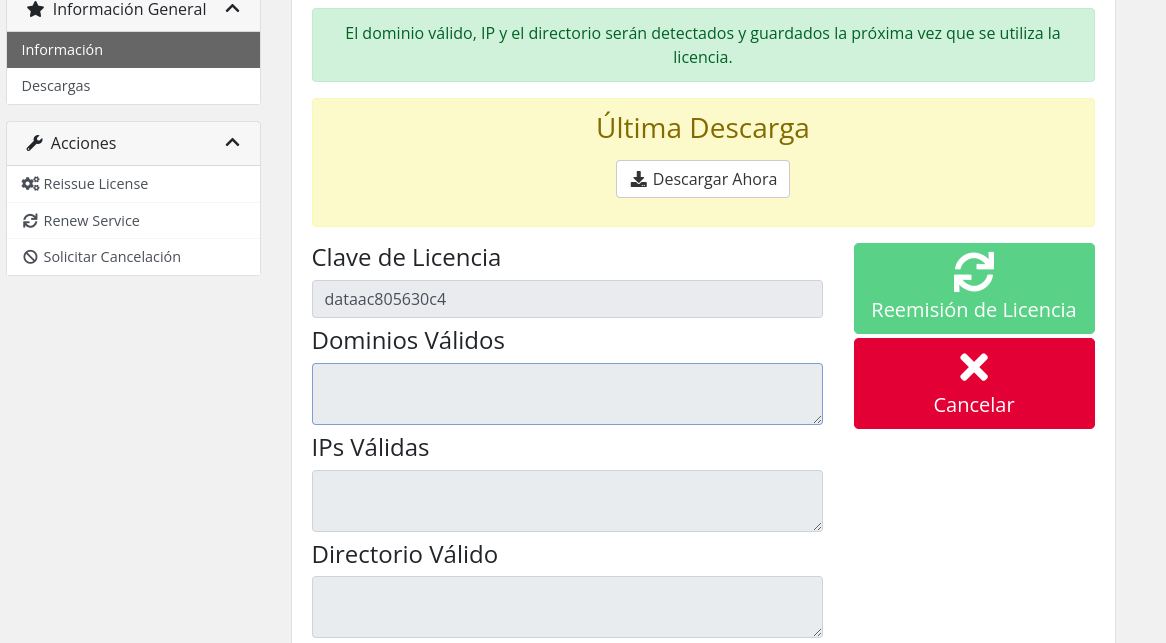 Información General
Información
Descargas
Acciones
Reissue License
Renew Service
Solicitar Cancelación
El dominio válido, IP y el directorio serán detectados y guardados la próxima vez que se utiliza la
licencia.
Última Descarga
Descargar Ahora
Clave de Licencia
dataac805630c4
Dominios Válidos
IPs Válidas
Directorio Válido
Reemisión de Licencia
Cancelar